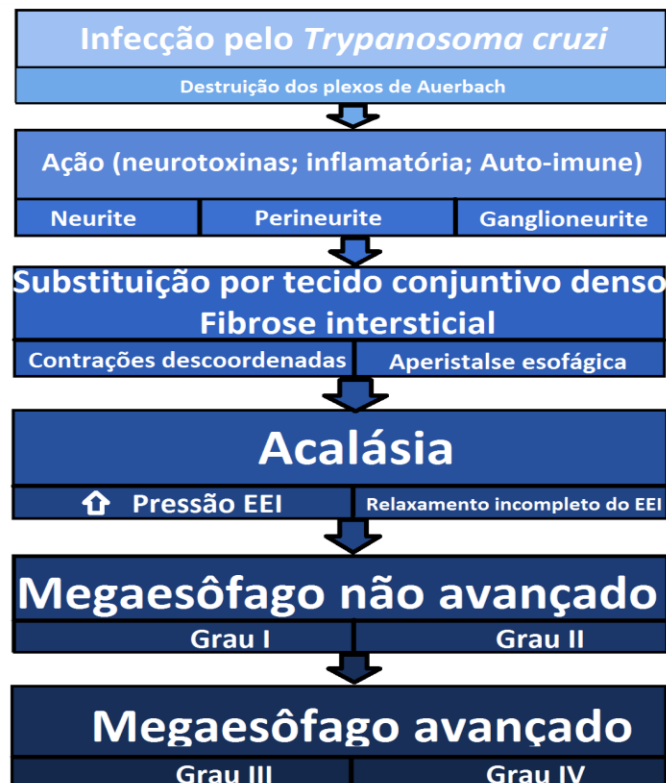 Infecção pelo Trypanosoma cruzi
Destruição dos plexos de Auerbach
Ação (neurotoxinas; inflamatória; Auto-imune)
Neurite
Perineurite
Ganglioneurite
Substituição por tecido conjuntivo denso
Fibrose intersticial
Contrações descoordenadas
Aperistalse esofágica
Acalásia
Pressão EEI
Relaxamento incompleto do EEI
Megaesôfago não avançado
Grau I
Grau II
Megaesôfago avançado
Grau III
Grau IV